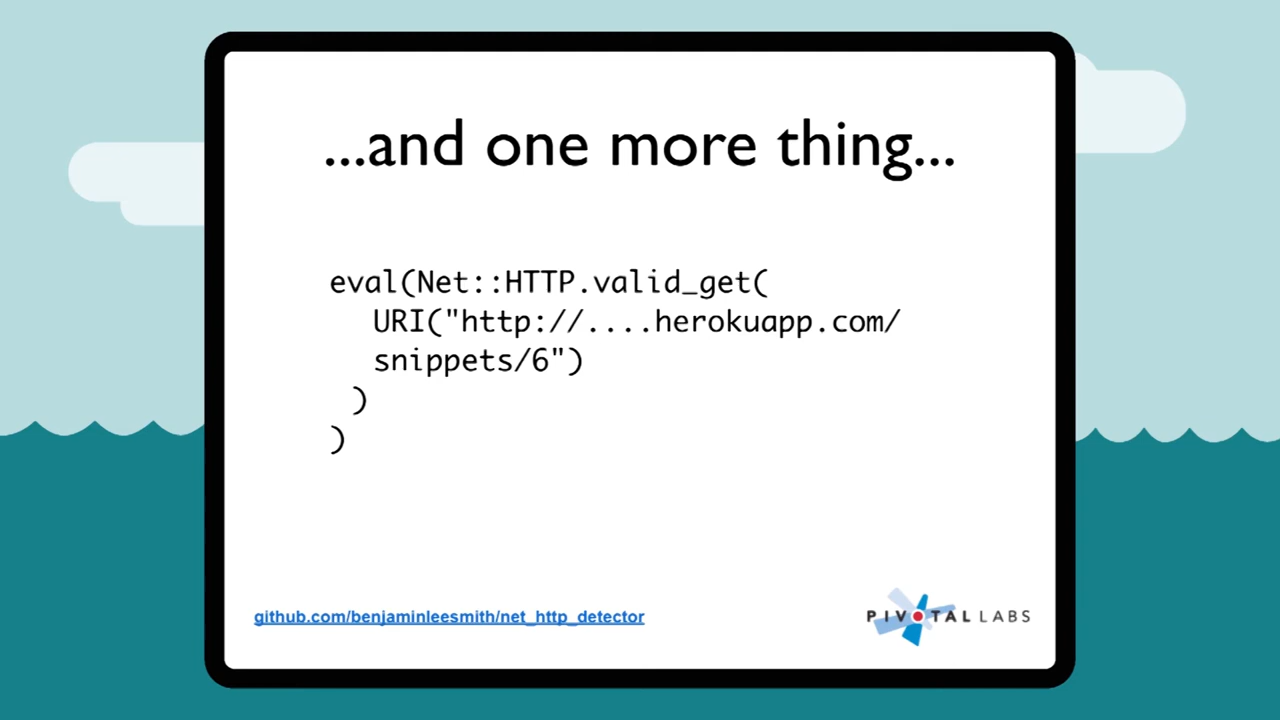 ...and one more thing...
eval(Net::HTTP.valid_get(
URI("http://....herokuapp.com/
snippets/6")
)
)
github.com/benjaminleesmith/net_http_detector
PIVOTAL LABS